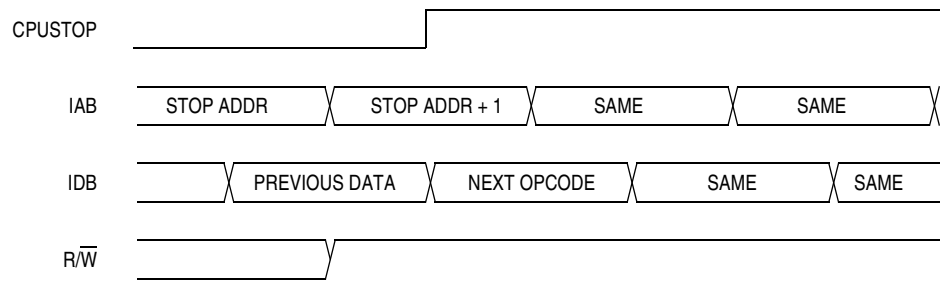 CPUSTOP
IAB STOP ADDR STOP ADDR + 1 SAME SAME
IDB PREVIOUS DATA NEXT OPCODE SAME SAME
R/W̅